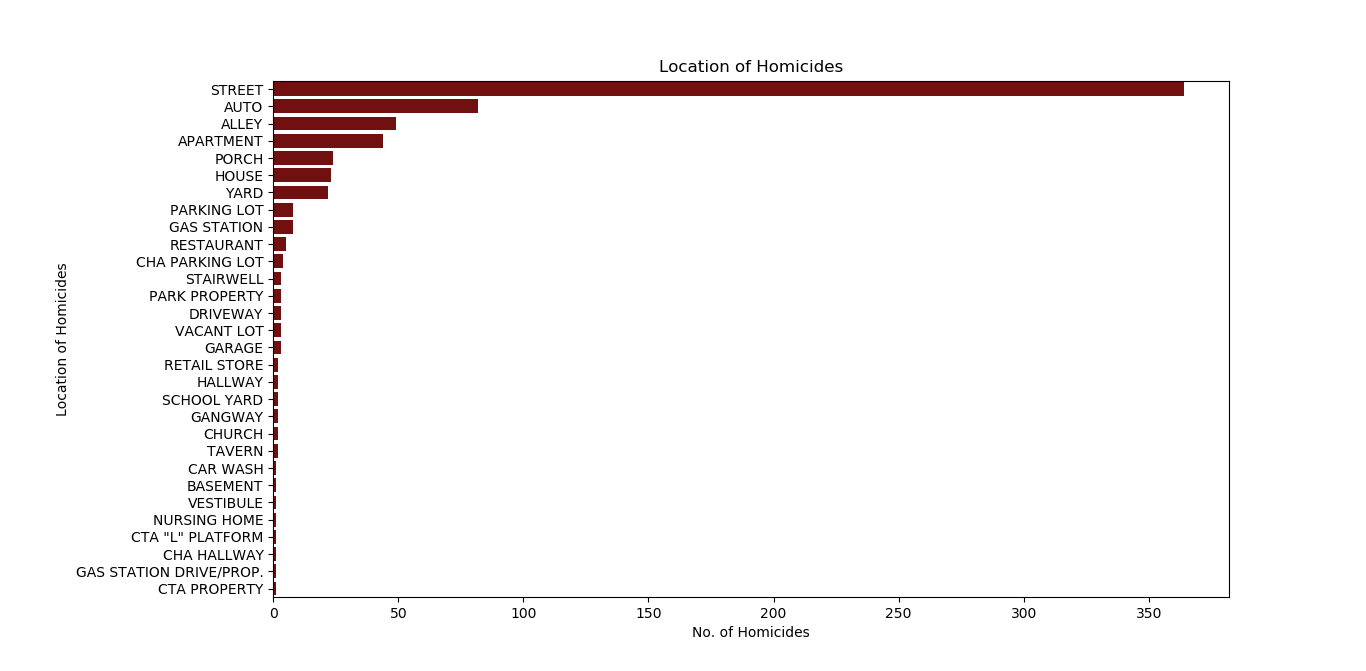 Location of Homicides
STREET
AUTO
ALLEY
APARTMENT
PORCH
HOUSE
YARD
PARKING LOT
GAS STATION
RESTAURANT
CHA PARKING LOT
STAIRWELL
PARK PROPERTY
DRIVEWAY
VACANT LOT
GARAGE
RETAIL STORE
HALLWAY
SCHOOL YARD
GANGWAY
CHURCH
TAVERN
CAR WASH
BASEMENT
VESTIBULE
NURSING HOME
CTA "L" PLATFORM
CHA HALLWAY
GAS STATION DRIVE/PROP.
CTA PROPERTY
Location of Homicides
0 50 100 150 200 250 300 350
No. of Homicides